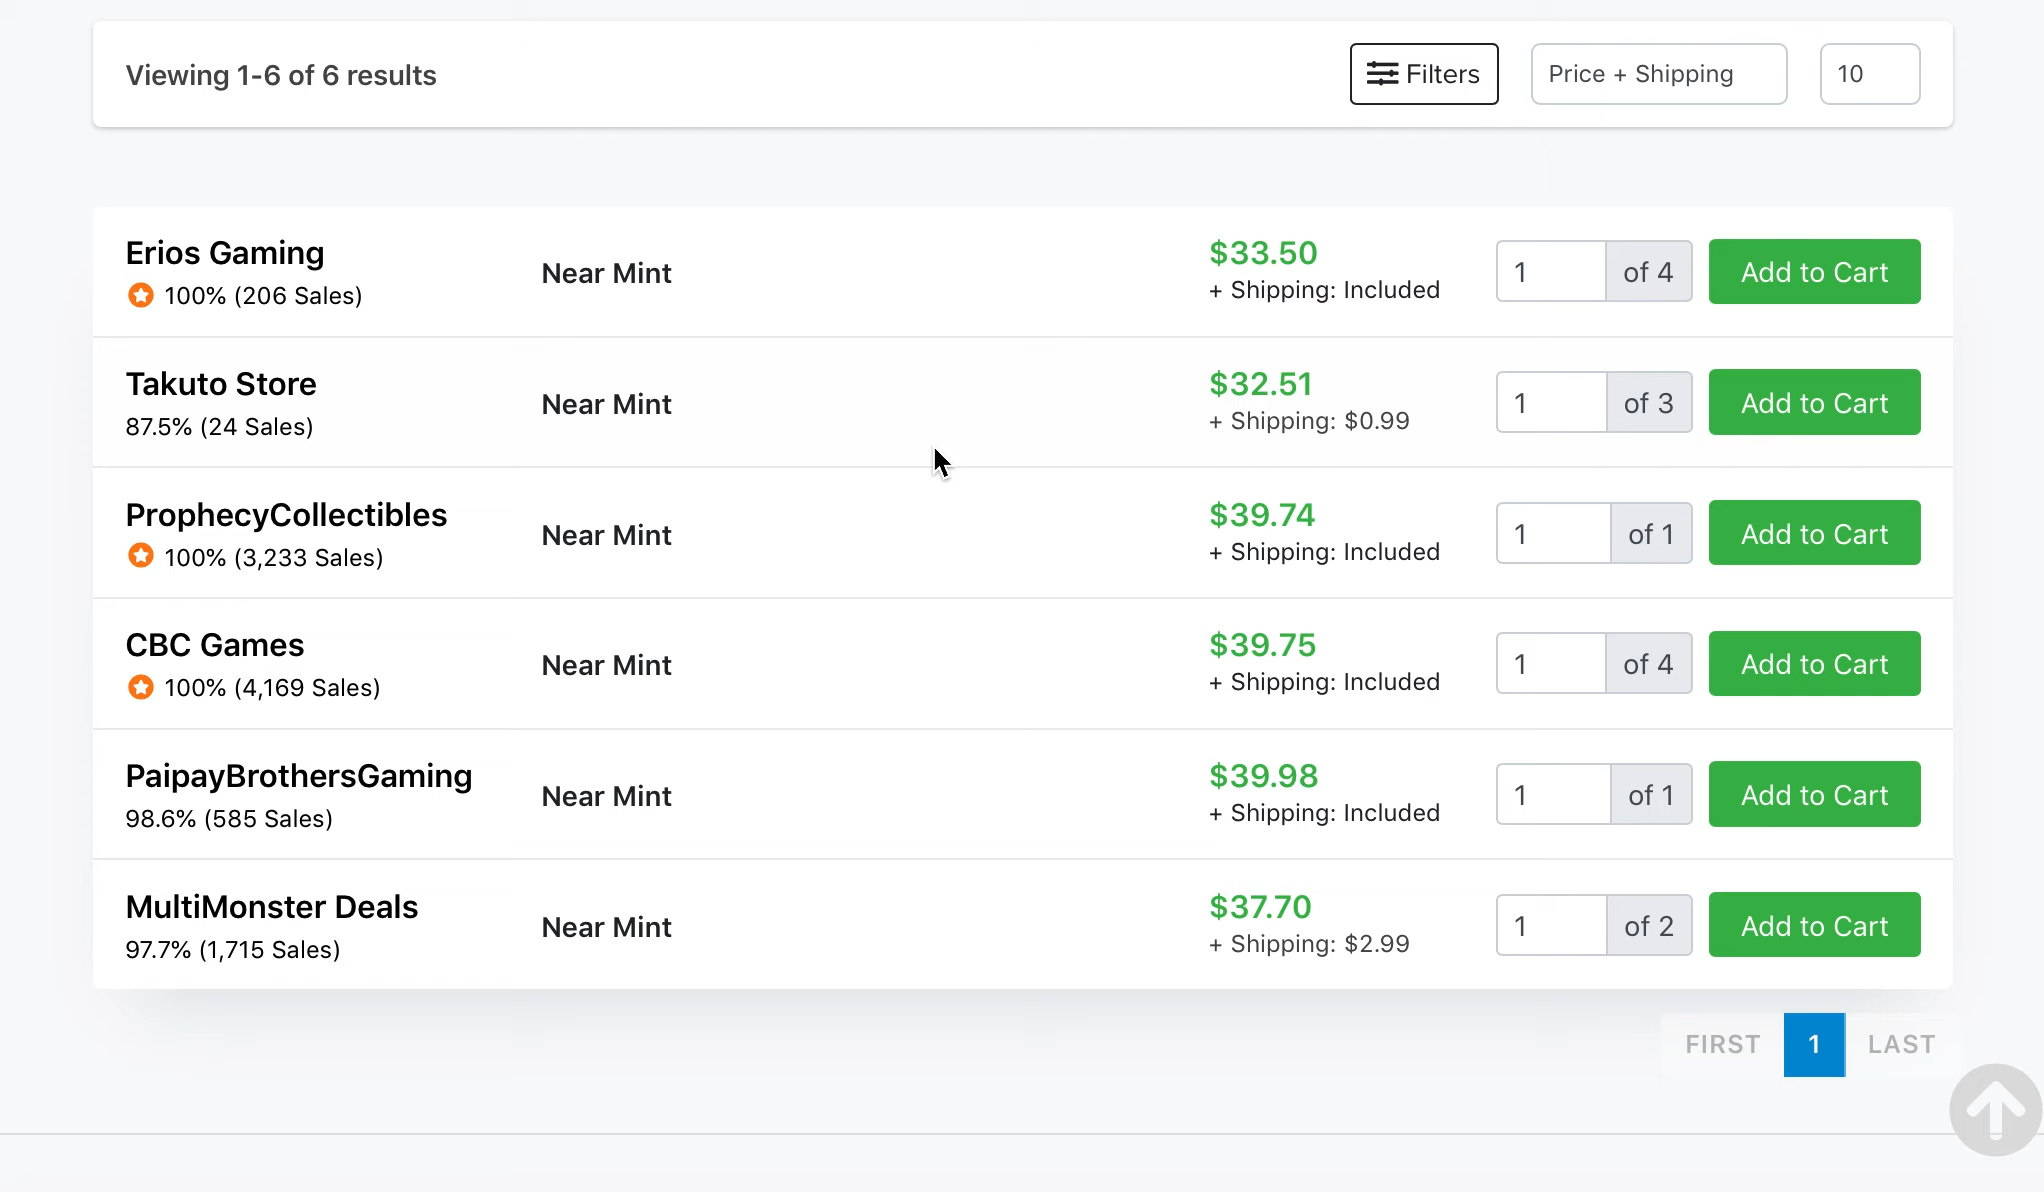 Viewing 1-6 of 6 results
Filters
Price + Shipping
10
Erios Gaming
100% (206 Sales)
Near Mint
$33.50
+ Shipping: Included
1
of 4
Add to Cart
Takuto Store
87.5% (24 Sales)
Near Mint
$32.51
+ Shipping: $0.99
1
of 3
Add to Cart
ProphecyCollectibles
100% (3,233 Sales)
Near Mint
$39.74
+ Shipping: Included
1
of 1
Add to Cart
CBC Games
100% (4,169 Sales)
Near Mint
$39.75
+ Shipping: Included
1
of 4
Add to Cart
PaipayBrothersGaming
98.6% (585 Sales)
Near Mint
$39.98
+ Shipping: Included
1
of 1
Add to Cart
MultiMonster Deals
97.7% (1,715 Sales)
Near Mint
$37.70
+ Shipping: $2.99
1
of 2
Add to Cart
FIRST
1
LAST